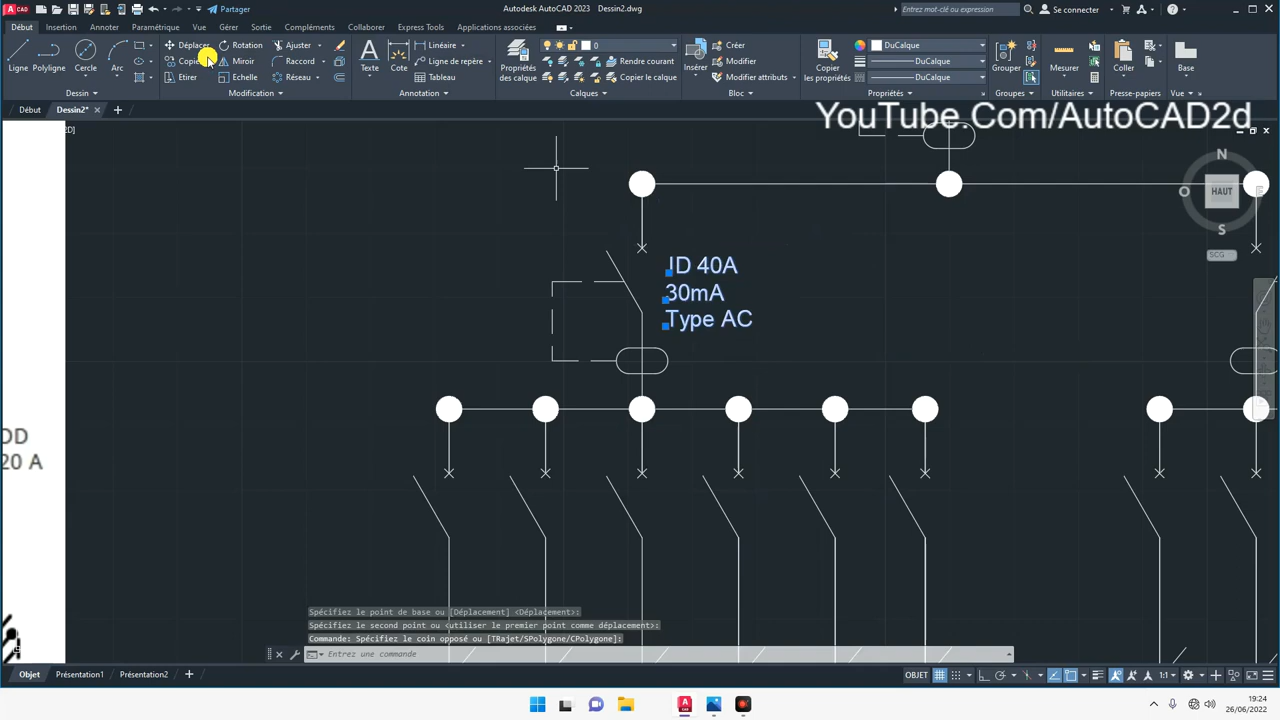 CAD
Partager
Autodesk AutoCAD 2023 Dessin2.dwg
Entrez mot-clé ou expression
Se connecter
Début
Insertion
Annoter
Paramétrique
Vue
Gérer
Sortie
Compléments
Collaborer
Express Tools
Applications associées
Ligne
Polyligne
Cercle
Arc
Déplacer
Rotation
Ajuster
Copier
Miroir
Raccord
Etirer
Echelle
Réseau
Texte
Cote
Linéaire
Ligne de repère
Tableau
Propriétés
du calque
0
Rendre courant
Copier le calque
Insérer
Créer
Modifier
Modifier attributs
Copier
les propriétés
DuCalque
DuCalque
DuCalque
Grouper
Mesurer
Coller
Base
Dessin
Modification
Annotation
Calques
Bloc
Propriétés
Groupes
Utilitaires
Presse-papiers
Vue
Début
Dessin2*
YouTube.Com/AutoCAD2d
2D]
N
O
HAUT
S
SCG
ID 40A
30mA
Type AC
DD
20 A
Spécifiez le point de base ou [Déplacement] <Déplacement>:
Spécifiez le second point ou <utiliser le premier point comme déplacement>:
Commande: Spécifiez le coin opposé ou [TRajet/SPolygone/CPolygone]:
Entrez une commande
Objet
Présentation1
Présentation2
OBJET
1:1
19:24
26/06/2022